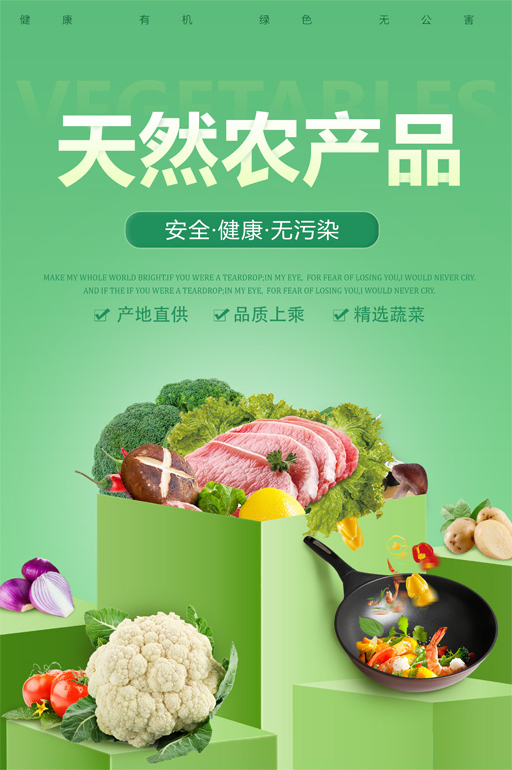 健康 有机 绿色 无公害
VEGETABLES
天然农产品
安全·健康·无污染
MAKE MY WHOLE WORLD BRIGHT.IF YOU WERE A TEARDROP;IN MY EYE, FOR FEAR OF LOSING YOU,I WOULD NEVER CRY.
AND IF THE IF YOU WERE A TEARDROP;IN MY EYE, FOR FEAR OF LOSING YOU,I WOULD NEVER CRY.
产地直供 品质上乘 精选蔬菜